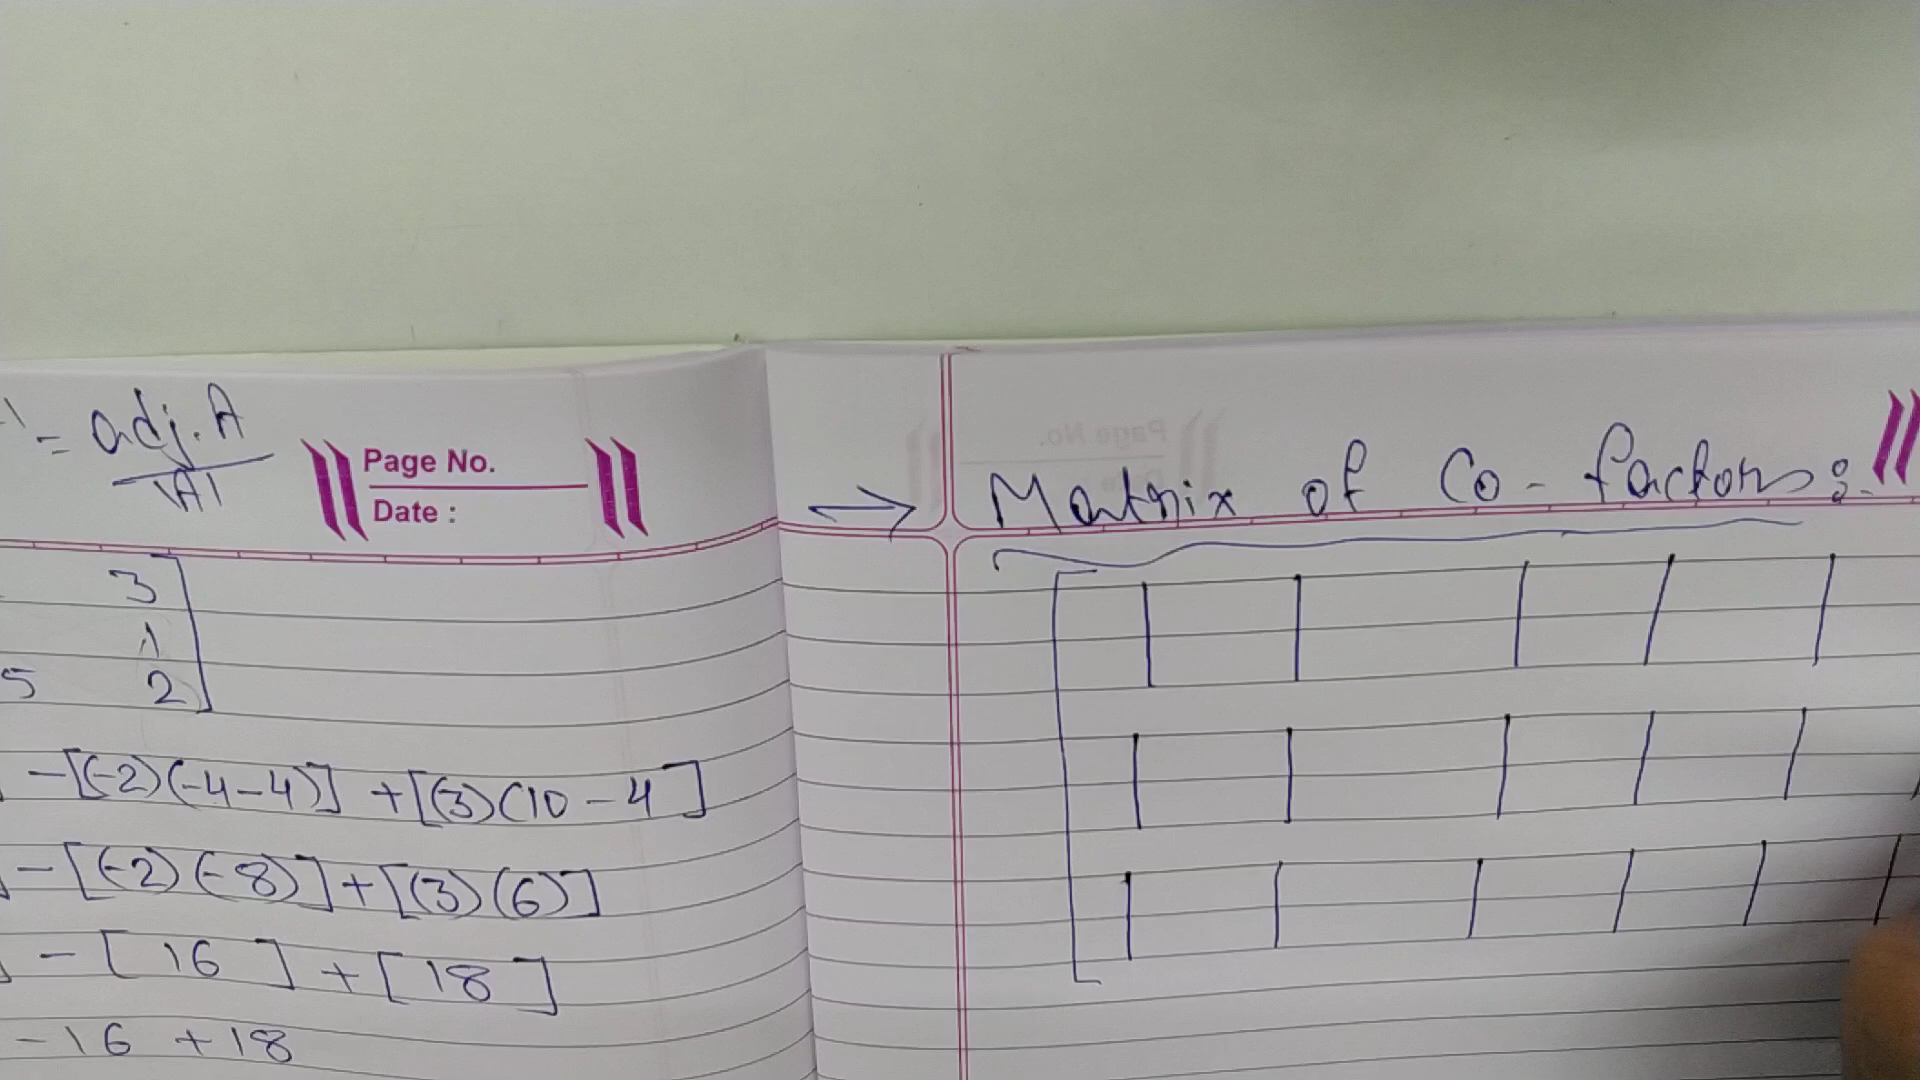 -1 = adj.A
|A|
Page No.
Date :
3
1
5 2
-[(-2)(-4-4)] +[(3)(10-4]
-[(-2)(-8)]+[(3)(6)]
-[16]+[18]
-16 +18
→ Matrix of Co-factors: